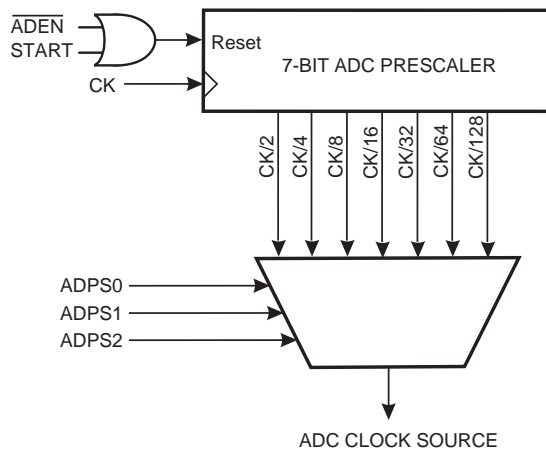 ADEN
START
Reset
7-BIT ADC PRESCALER
CK
CK/2
CK/4
CK/8
CK/16
CK/32
CK/64
CK/128
ADPS0
ADPS1
ADPS2
ADC CLOCK SOURCE